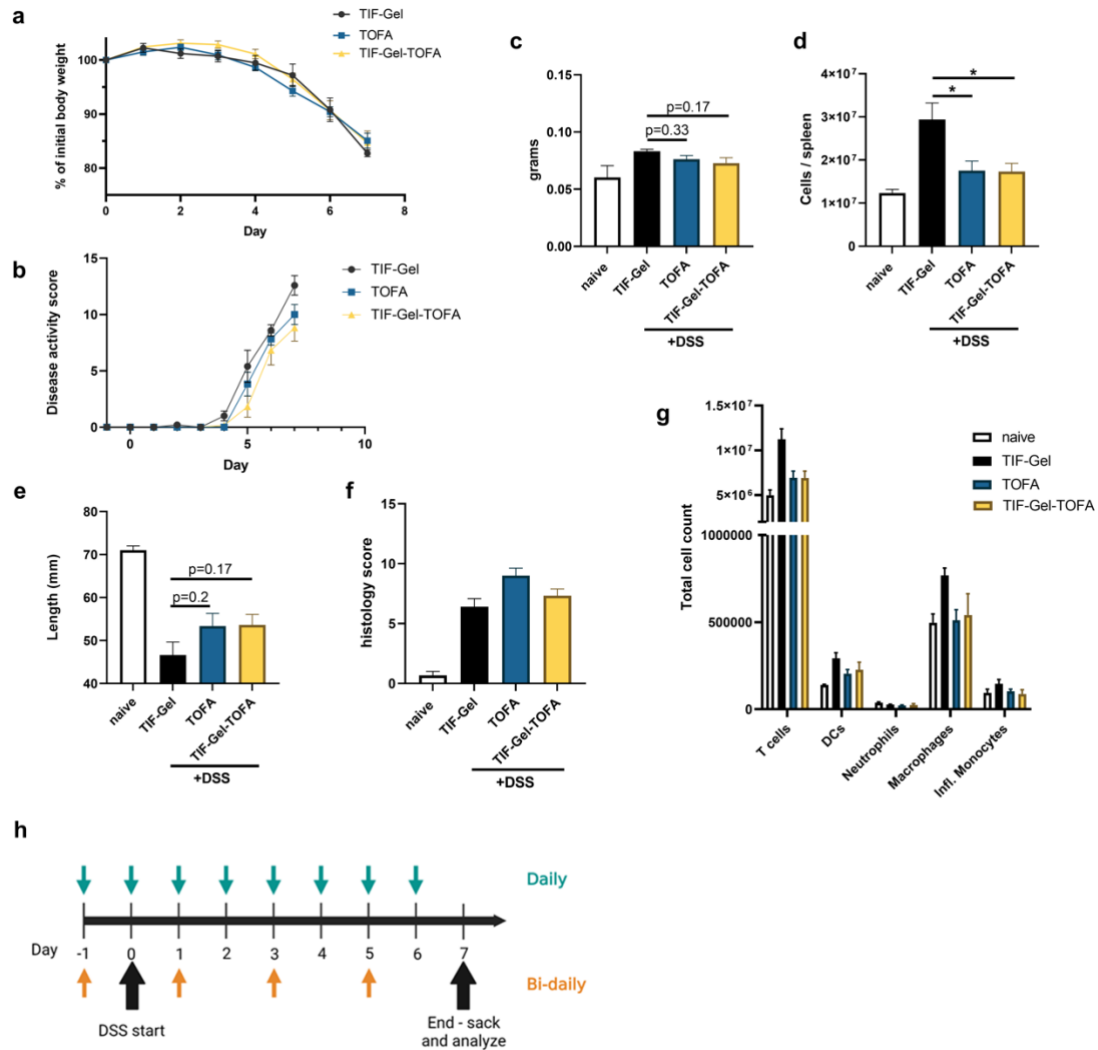 a
TIF-Gel
TOFA
TIF-Gel-TOFA
% of initial body weight
100
90
80
0
2
4
6
8
Day
b
TIF-Gel
TOFA
TIF-Gel-TOFA
Disease activity score
15
10
5
0
0
5
10
Day
c
grams
0.15
0.10
0.05
0.00
p=0.17
p=0.33
naive
TIF-Gel
TOFA
TIF-Gel-TOFA
+DSS
d
Cells / spleen
4×10⁷
3×10⁷
2×10⁷
1×10⁷
0
*
*
naive
TIF-Gel
TOFA
TIF-Gel-TOFA
+DSS
e
Length (mm)
80
70
60
50
40
p=0.17
p=0.2
naive
TIF-Gel
TOFA
TIF-Gel-TOFA
+DSS
f
histology score
15
10
5
0
naive
TIF-Gel
TOFA
TIF-Gel-TOFA
+DSS
g
naive
TIF-Gel
TOFA
TIF-Gel-TOFA
Total cell count
1.5×10⁷
1×10⁷
5×10⁶
1000000
500000
0
T cells
DCs
Neutrophils
Macrophages
Infl. Monocytes
h
Daily
Day
-1
0
1
2
3
4
5
6
7
Bi-daily
DSS start
End - sack
and analyze